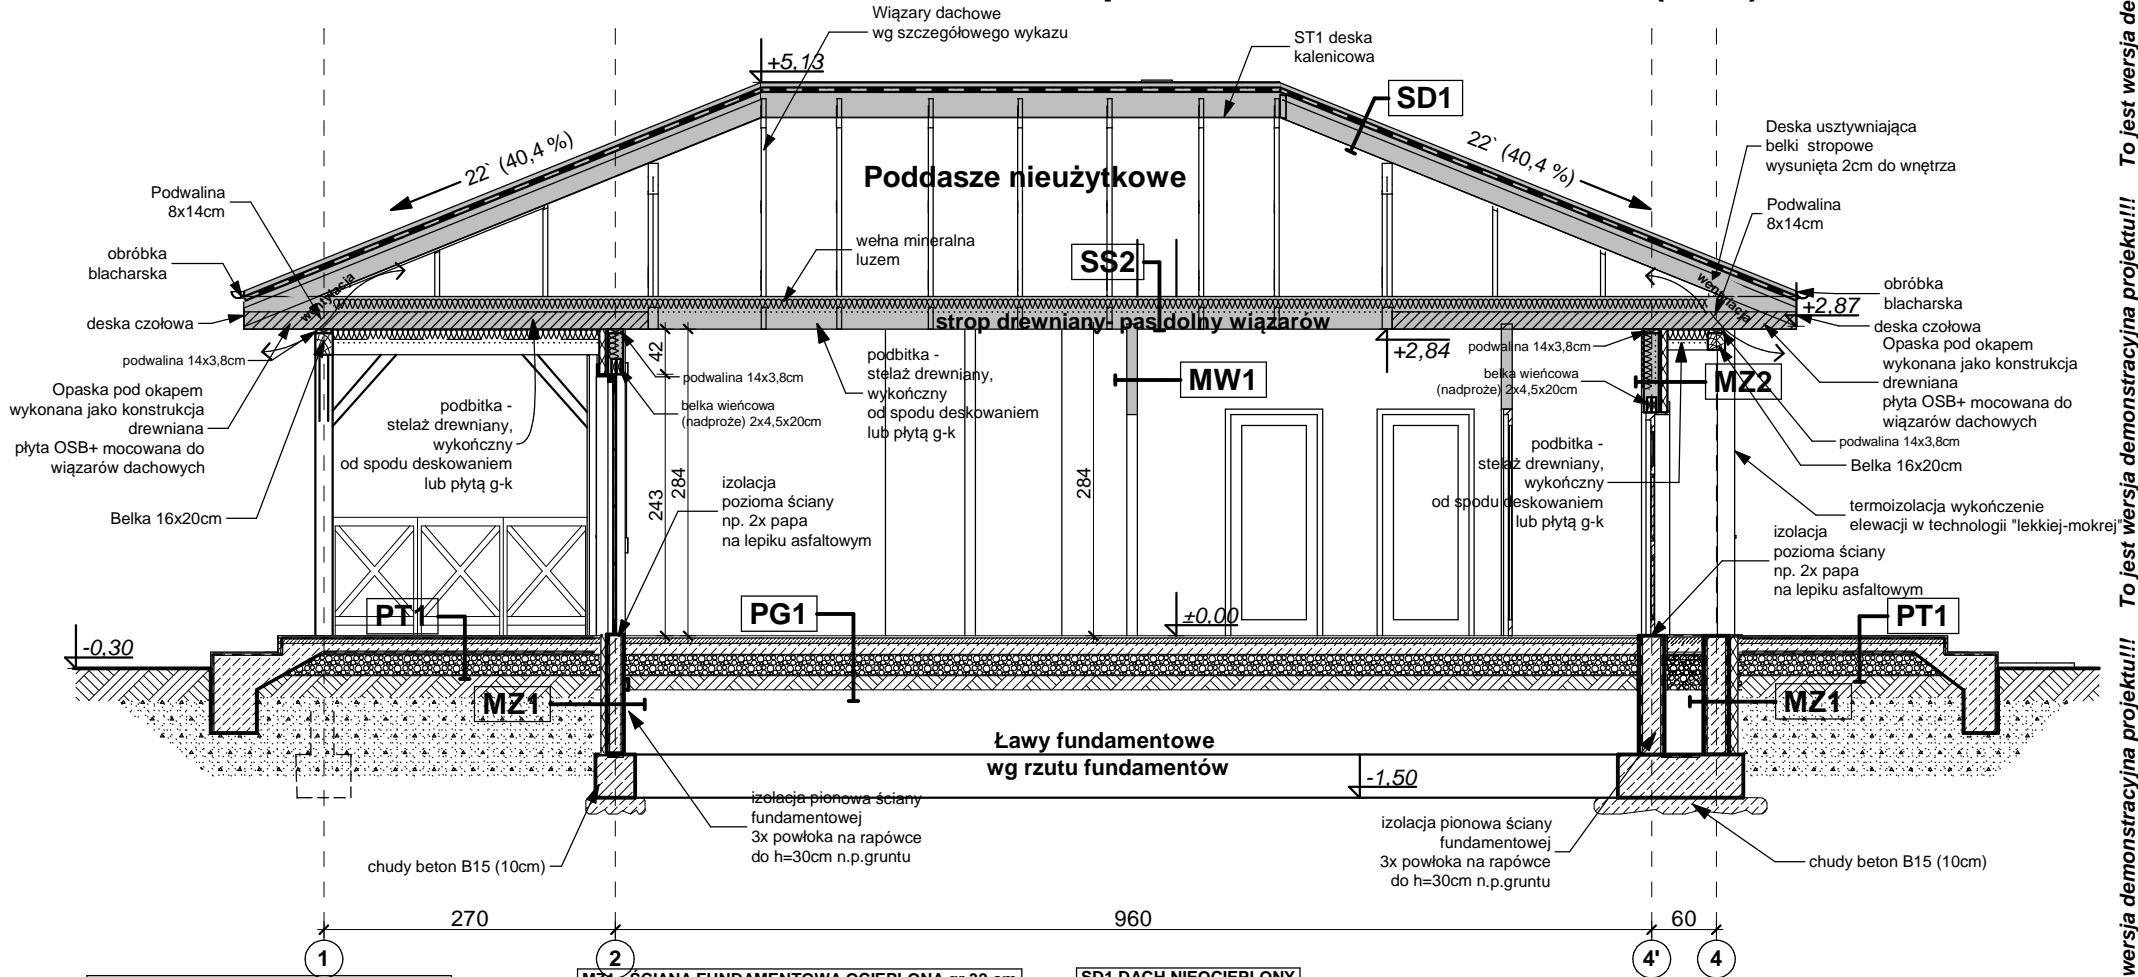 Wiązary dachowe
wg szczegółowego wykazu
ST1 deska
kalenicowa
+5,13
SD1
22` (40,4 %)
22` (40,4 %)
Deska usztywniająca
belki stropowe
wysunięta 2cm do wnętrza
Poddasze nieużytkowe
Podwalina
8x14cm
Podwalina
8x14cm
obróbka
blacharska
wełna mineralna
luzem
SS2
wentylacja
wentylacja
obróbka
blacharska
+2,87
deska czołowa
strop drewniany- pas dolny wiązarów
deska czołowa
podwalina 14x3,8cm
42
+2,84
podwalina 14x3,8cm
Opaska pod okapem
wykonana jako konstrukcja
drewniana
płyta OSB+ mocowana do
wiązarów dachowych
Opaska pod okapem
wykonana jako konstrukcja
drewniana
płyta OSB+ mocowana do
wiązarów dachowych
podbitka -
stelaż drewniany,
wykończny
od spodu deskowaniem
lub płytą g-k
podwalina 14x3,8cm
belka wieńcowa
(nadproże) 2x4,5x20cm
podbitka -
stelaż drewniany,
wykończny
od spodu deskowaniem
lub płytą g-k
MW1
belka wieńcowa
(nadproże) 2x4,5x20cm
MZ2
podbitka -
stelaż drewniany,
wykończny
od spodu deskowaniem
lub płytą g-k
podwalina 14x3,8cm
Belka 16x20cm
Belka 16x20cm
243
284
284
izolacja
pozioma ściany
np. 2x papa
na lepiku asfaltowym
termoizolacja wykończenie
elewacji w technologii "lekkiej-mokrej"
izolacja
pozioma ściany
np. 2x papa
na lepiku asfaltowym
PT1
PG1
±0,00
PT1
-0,30
MZ1
MZ1
Ławy fundamentowe
wg rzutu fundamentów
-1,50
izolacja pionowa ściany
fundamentowej
3x powłoka na rapówce
do h=30cm n.p.gruntu
izolacja pionowa ściany
fundamentowej
3x powłoka na rapówce
do h=30cm n.p.gruntu
chudy beton B15 (10cm)
chudy beton B15 (10cm)
270
960
60
1
2
4'
4
MZ1 ŚCIANA FUNDAMENTOWA OCIEPLONA gr 38 cm
SD1 DACH NIEOCIEPLONY
To jest wersja de
To jest wersja demonstracyjna projektu!!!
wersja demonstracyjna projektu!!!